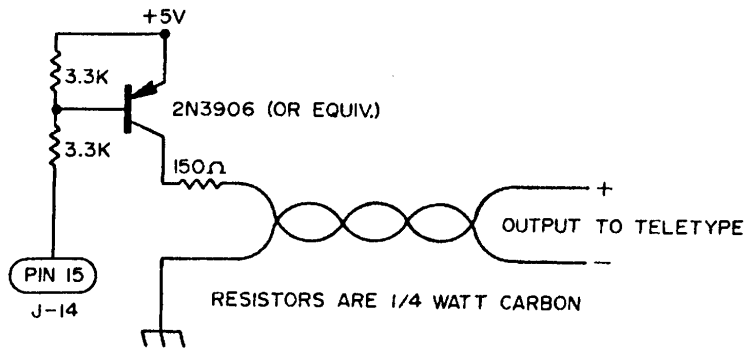 +5V
3.3K
2N3906 (OR EQUIV.)
3.3K
150Ω
+
OUTPUT TO TELETYPE
−
PIN 15
J-14
RESISTORS ARE 1/4 WATT CARBON